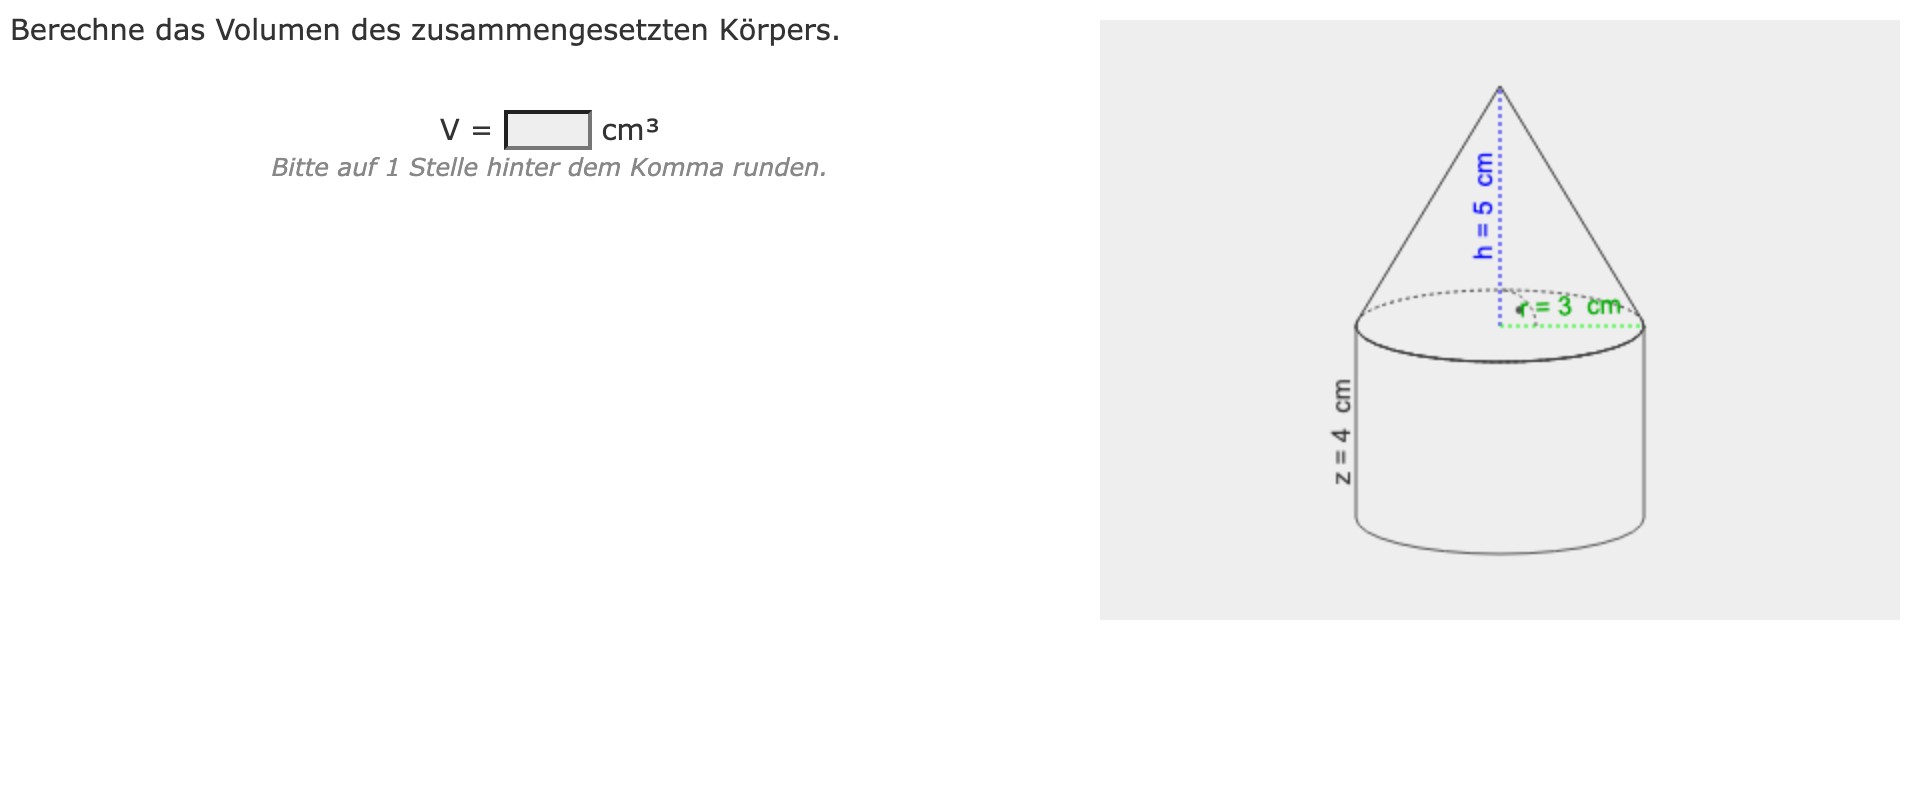 Berechne das Volumen des zusammengesetzten Körpers.
V = cm³
Bitte auf 1 Stelle hinter dem Komma runden.
h = 5 cm
r = 3 cm
z = 4 cm